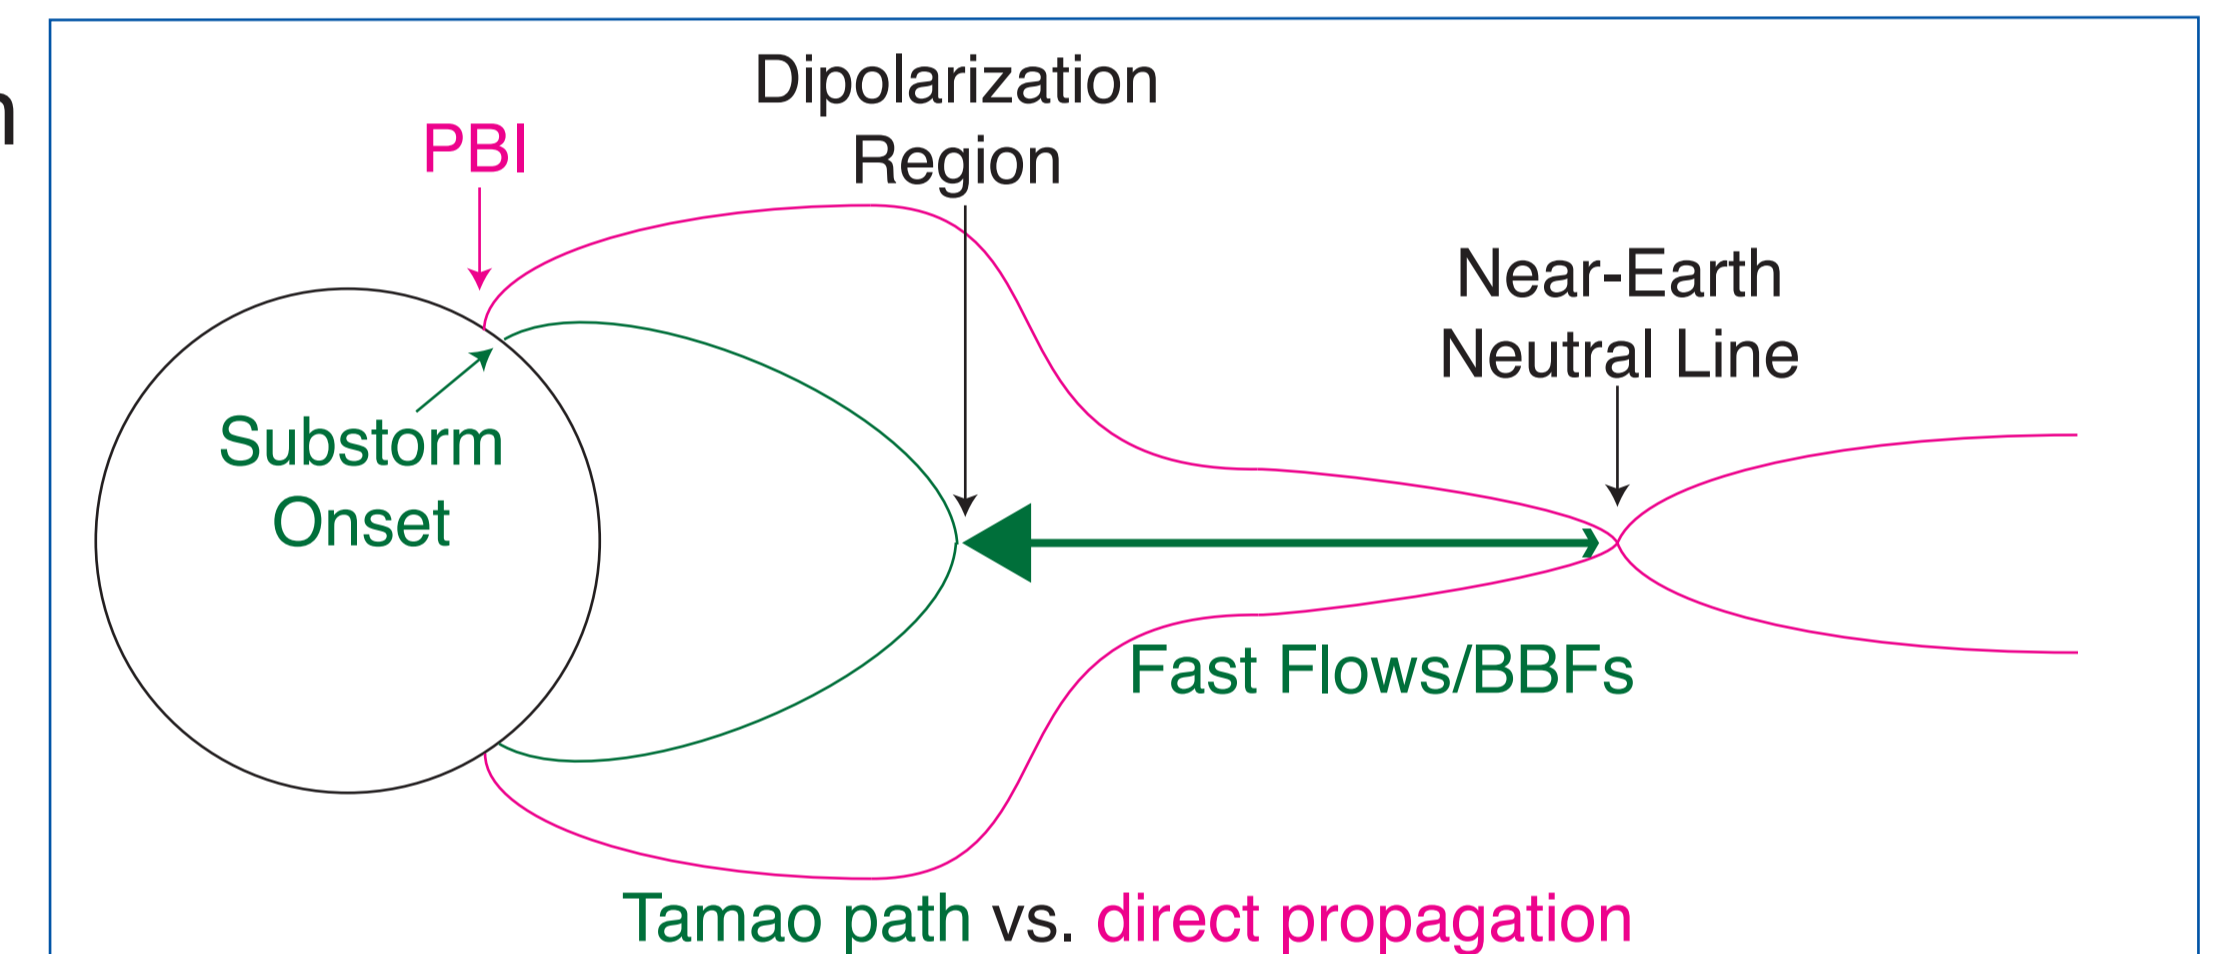 n
Dipolarization
Region
PBI
Near-Earth
Neutral Line
Substorm
Onset
Fast Flows/BBFs
Tamao path vs. direct propagation